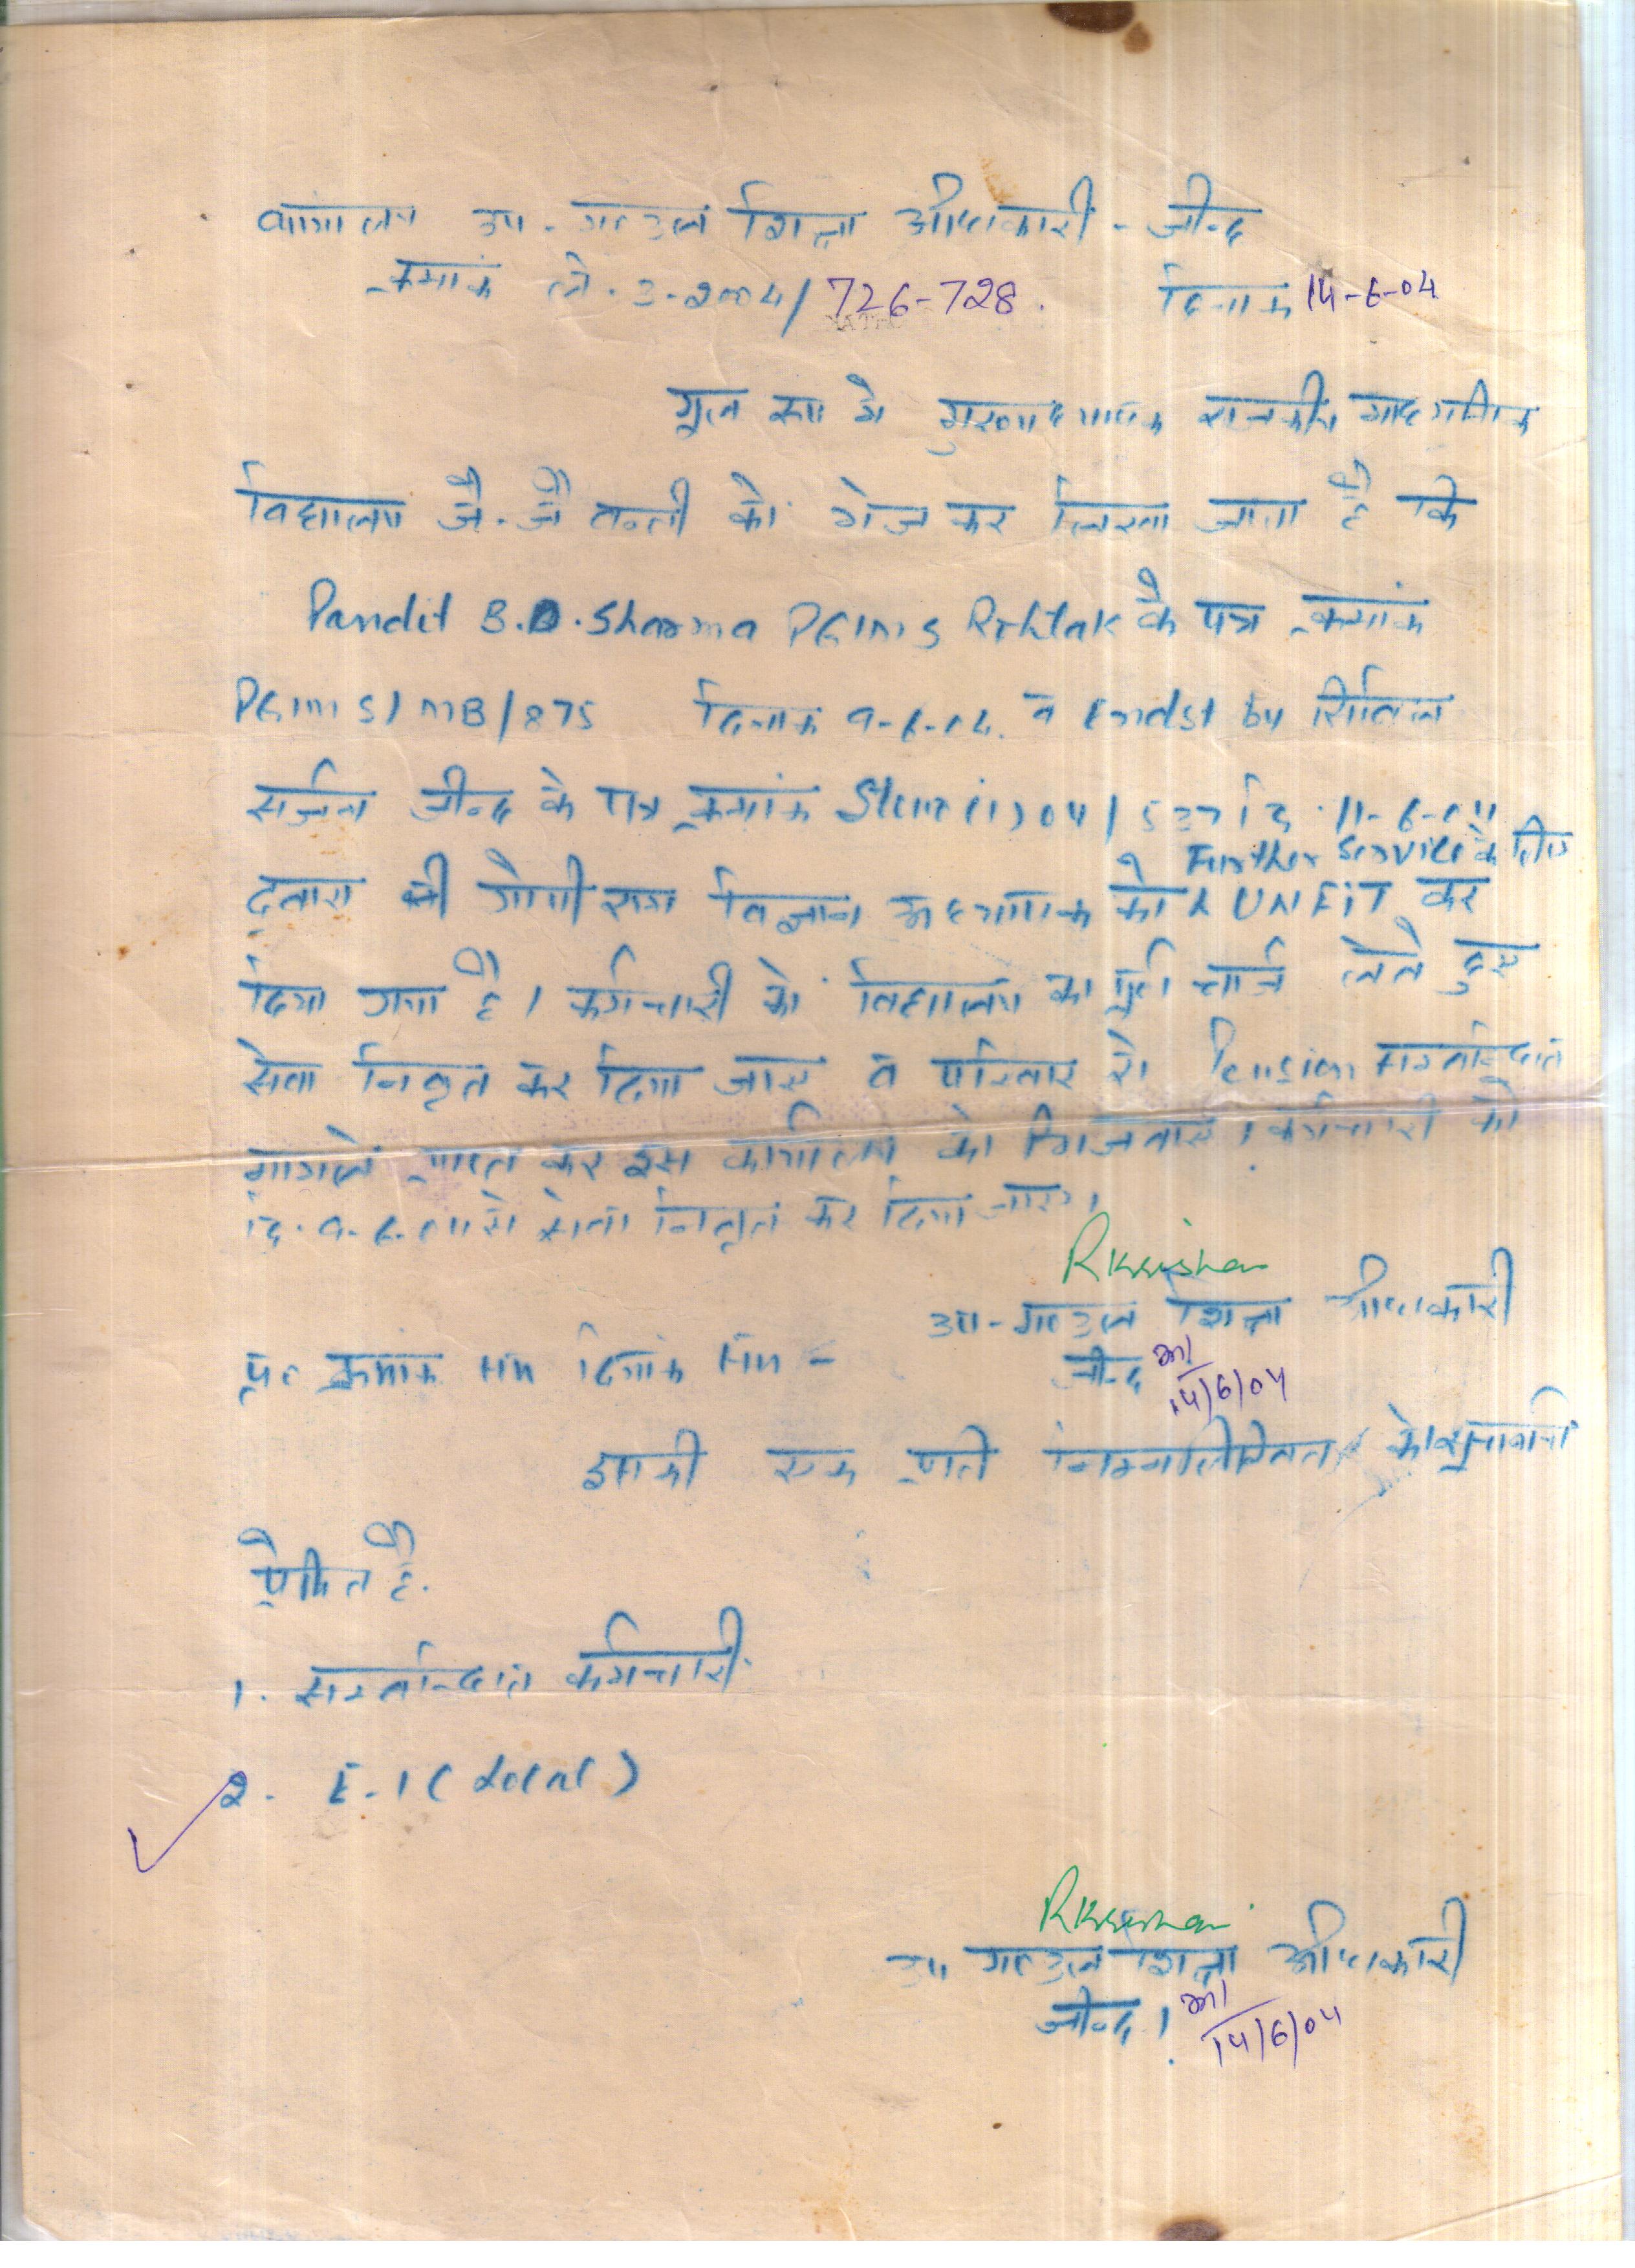 कार्यालय उप-मण्डल शिक्षा अधिकारी - जीन्द
क्रमांक ले-3-2004/ 726-728. दिनांक 14-6-04
मूल रूप मे मुख्याध्यापक राजकीय माध्यमिक
विद्यालय जे.जे को भेज कर लिखा जाता है कि
Pandit B.D. Sharma PGIMS Rohtak के पत्र क्रमांक
PGIMS/MB/875 दिनांक 9-6-04. व Endst by सिविल
सर्जन जीन्द के पत्र क्रमांक 04/ दि. 11-6-04
Further Service के लिए
द्वारा श्री विज्ञान अध्यापक को UNFIT कर
दिया गया है। कर्मचारी को विद्यालय का पूर्ण चार्ज लेते हुए
सेवा निवृत कर दिया जाए व परिवार से Pension सम्बन्धित
मामले प्राप्त कर इस कार्यालय को भिजवाए। कर्मचारी को
दि. 9-6-04 से सेवा निवृत कर दिया जाए।
RKrishan
उप-मण्डल शिक्षा अधिकारी
जीन्द 14/6/04
पृ० क्रमांक सम दिनांक सम -
इसकी एक प्रति निम्नलिखित को सूचनार्थ
प्रेषित है.
1. सम्बन्धित कर्मचारी.
2. E-1 (Local)
RKrishan
उप मण्डल शिक्षा अधिकारी
जीन्द। 14/6/04